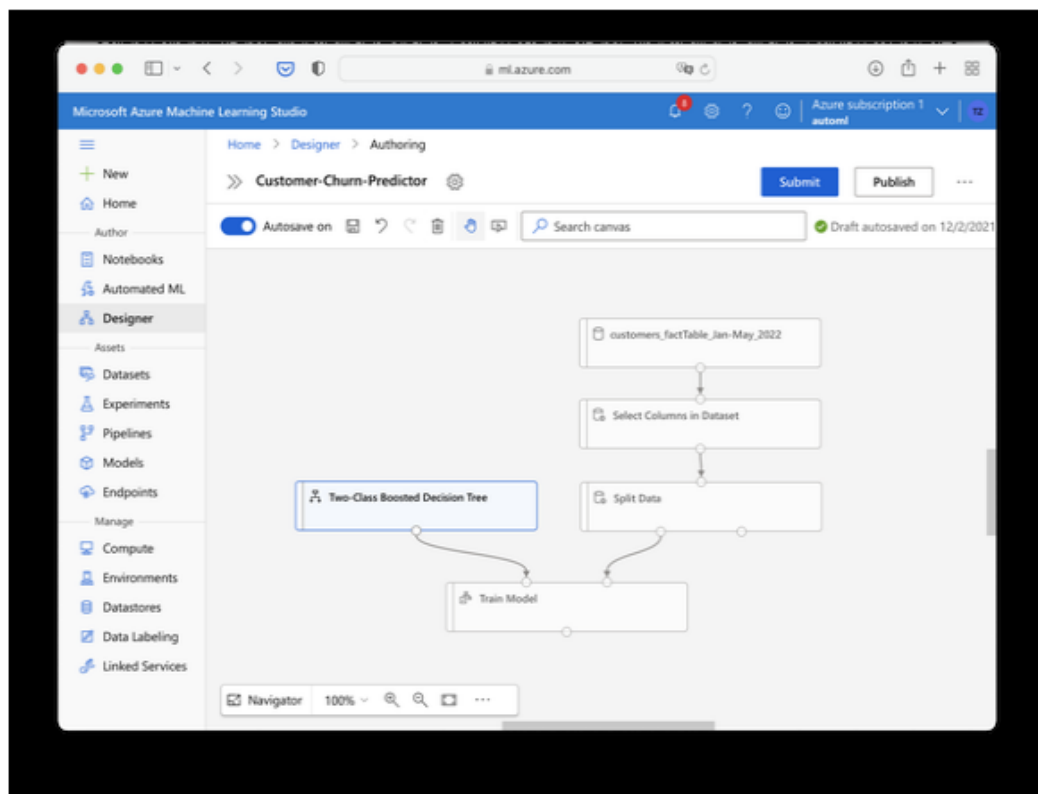 ml.azure.com
Microsoft Azure Machine Learning Studio
Azure subscription 1
automl
TZ
New
Home
Author
Notebooks
Automated ML
Designer
Assets
Datasets
Experiments
Pipelines
Models
Endpoints
Manage
Compute
Environments
Datastores
Data Labeling
Linked Services
Home > Designer > Authoring
Customer-Churn-Predictor
Submit
Publish
Autosave on
Search canvas
Draft autosaved on 12/2/2021
customers_factTable_Jan-May_2022
Select Columns in Dataset
Two-Class Boosted Decision Tree
Split Data
Train Model
Navigator
100%